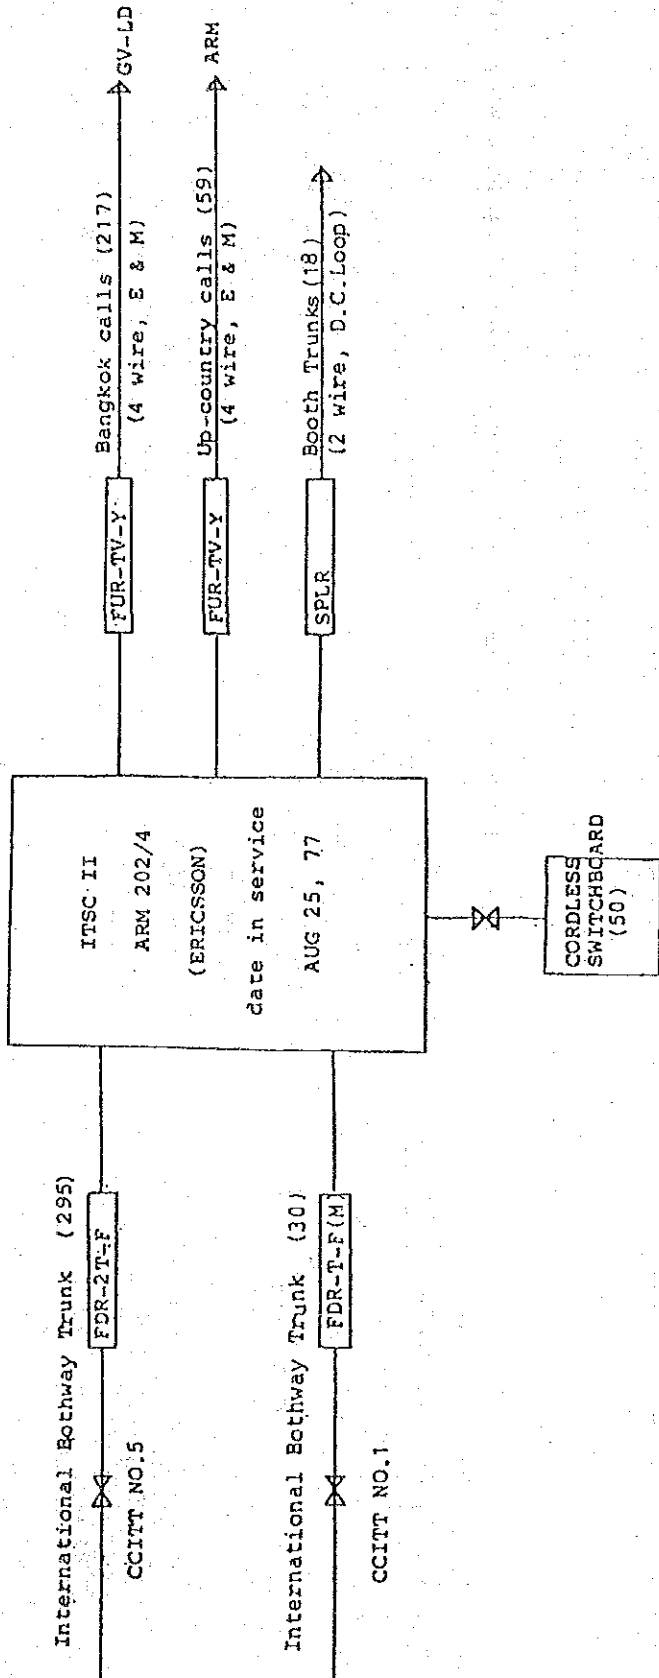 International Bothway Trunk (295)
FDR-2T-F
CCITT NO.5
International Bothway Trunk (30)
FDR-T-F(M)
CCITT NO.1
ITSC II
ARM 202/4
(ERICSSON)
date in service
AUG 25, 77
CORDLESS
SWITCHBOARD
(50)
FUR-TV-Y
Bangkok calls (217)
(4 wire, E & M)
GV-LD
FUR-TV-Y
Up-country calls (59)
(4 wire, E & M)
ARM
SPLR
Booth Trunks (18)
(2 wire, D.C.Loop)